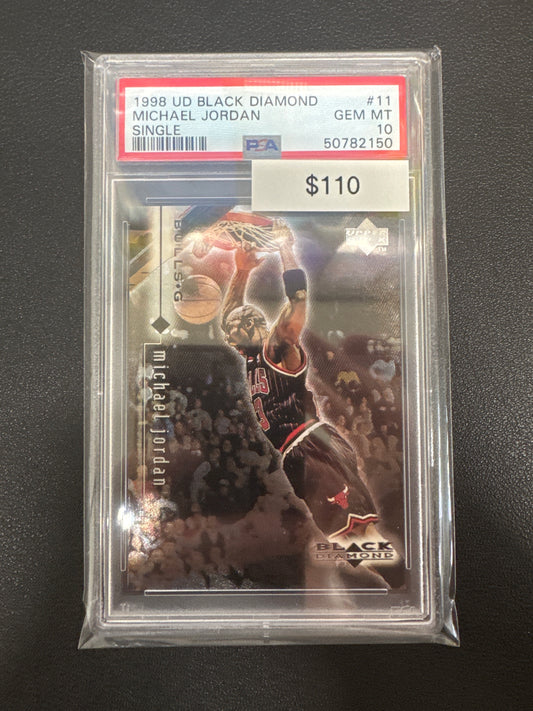 1998 UD BLACK DIAMOND #11
MICHAEL JORDAN GEM MT
SINGLE 10
PSA 50782150
$110
BULLS•G
UPPER
michael jordan
BLACK
DIAMOND